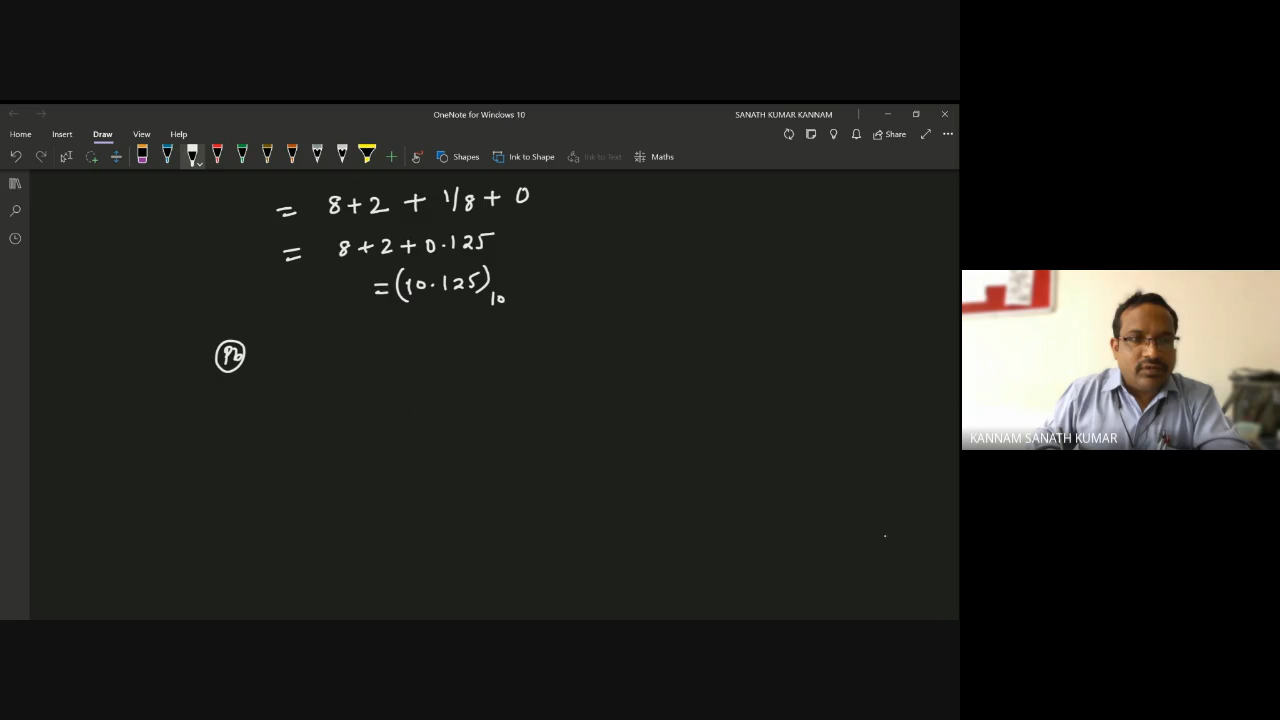 OneNote for Windows 10
SANATH KUMAR KANNAM
Home Insert Draw View Help
Share
Shapes Ink to Shape Ink to Text Maths
= 8+2 + 1/8 + 0
= 8+2+0.125
= (10.125)10
Pb
KANNAM SANATH KUMAR